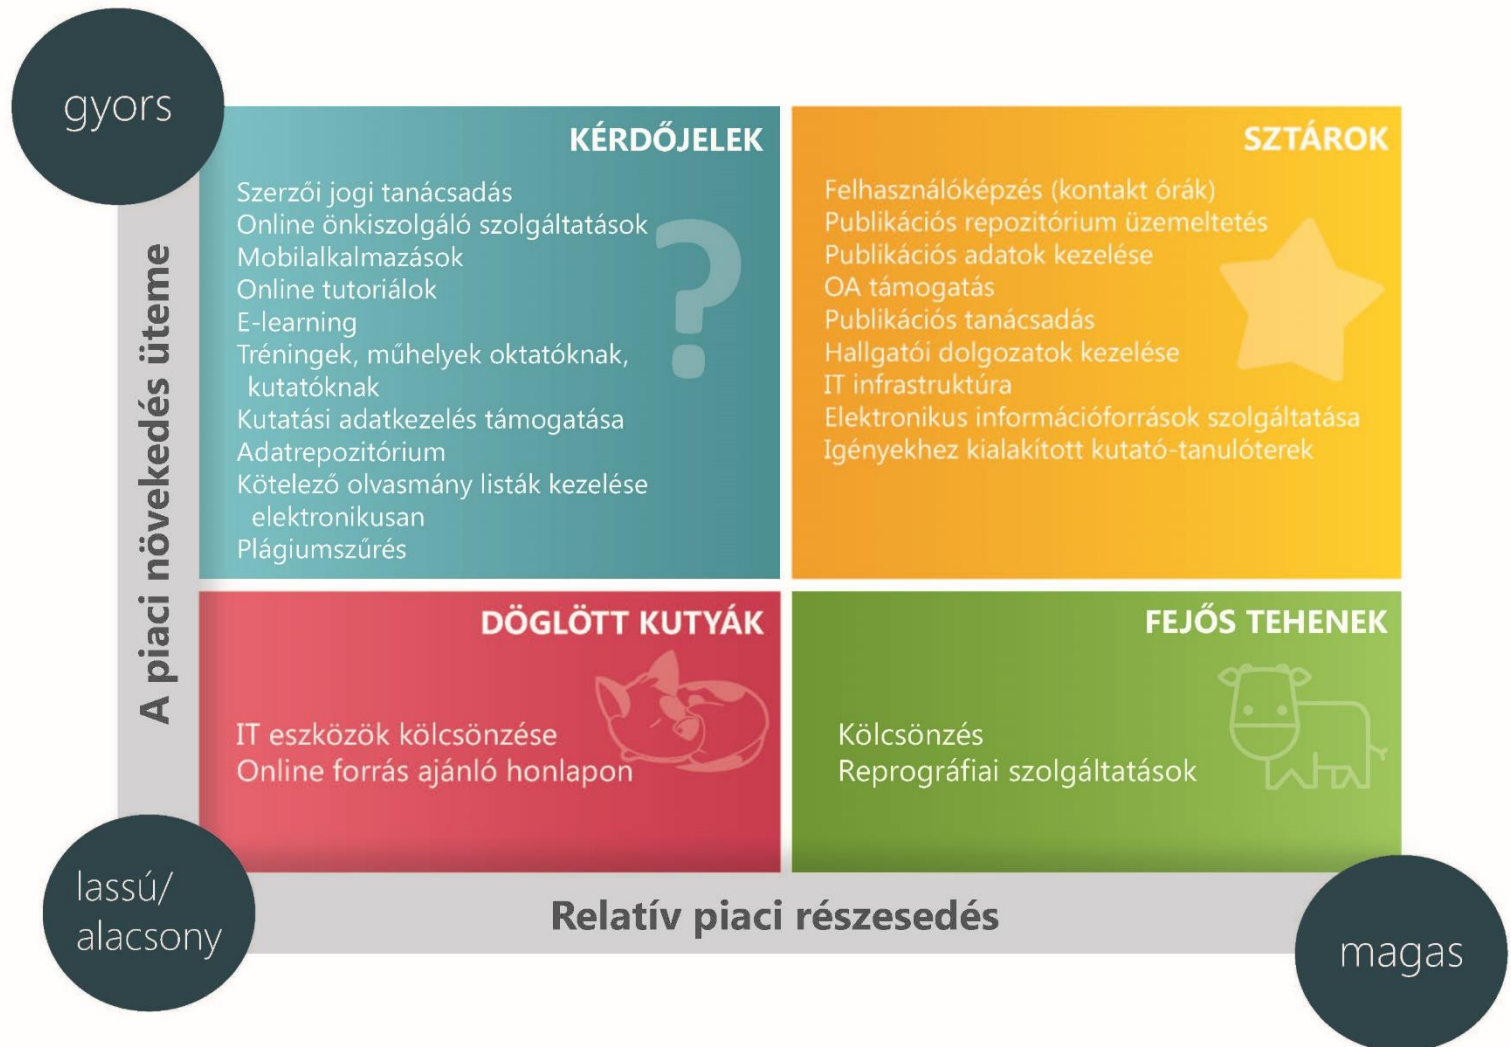 gyors
A piaci növekedés üteme
KÉRDŐJELEK
Szerzői jogi tanácsadás
Online önkiszolgáló szolgáltatások
Mobilalkalmazások
Online tutoriálok
E-learning
Tréningek, műhelyek oktatóknak,
kutatóknak
Kutatási adatkezelés támogatása
Adatrepozitórium
Kötelező olvasmány listák kezelése
elektronikusan
Plágiumszűrés
?
SZTÁROK
Felhasználóképzés (kontakt órák)
Publikációs repozitórium üzemeltetés
Publikációs adatok kezelése
OA támogatás
Publikációs tanácsadás
Hallgatói dolgozatok kezelése
IT infrastruktúra
Elektronikus információforrások szolgáltatása
Igényekhez kialakított kutató-tanulóterek
DÖGLÖTT KUTYÁK
IT eszközök kölcsönzése
Online forrás ajánló honlapon
FEJŐS TEHENEK
Kölcsönzés
Reprográfiai szolgáltatások
lassú/
alacsony
Relatív piaci részesedés
magas